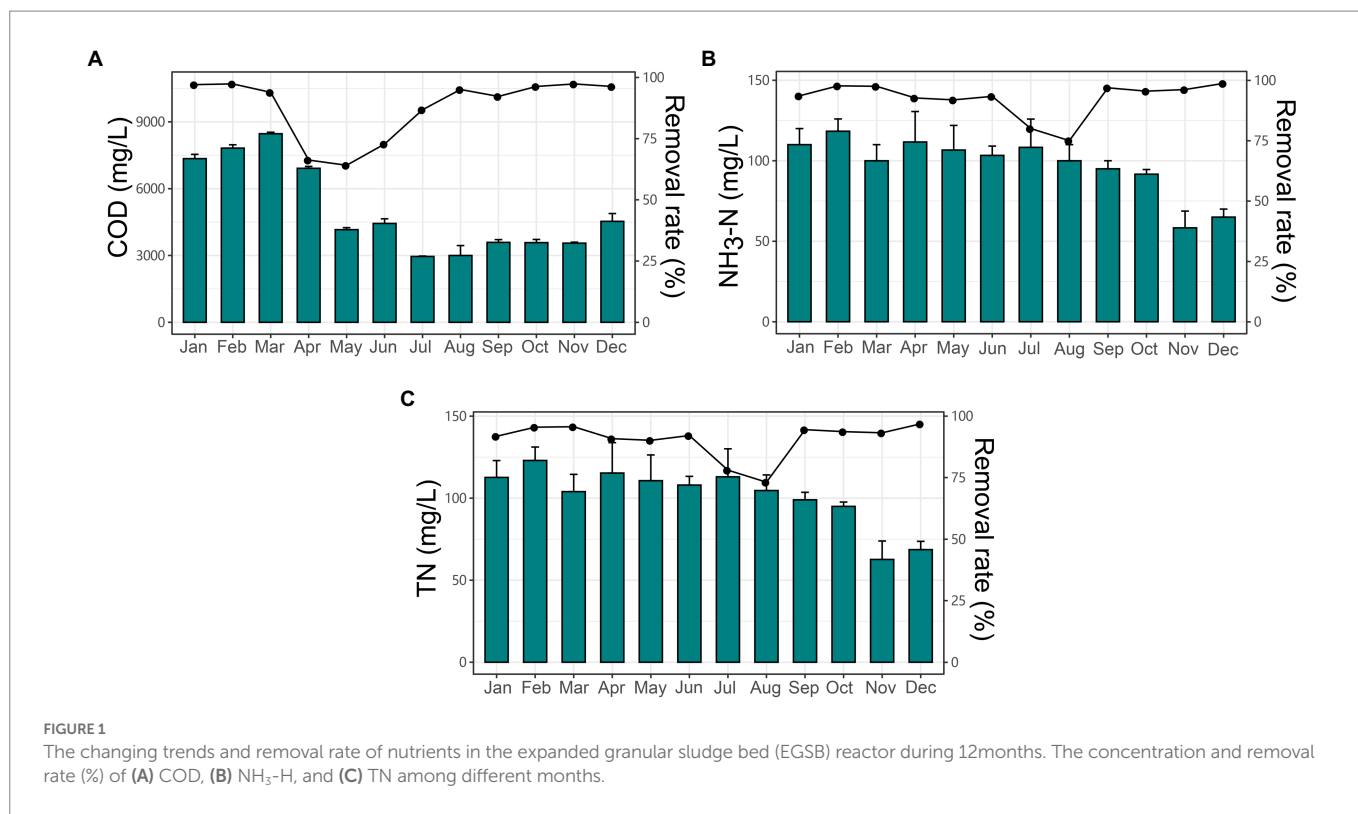 A
COD (mg/L)
9000
6000
3000
0
100
75
50
25
0
Removal rate (%)
Jan Feb Mar Apr May Jun Jul Aug Sep Oct Nov Dec
B
NH3-N (mg/L)
150
100
50
0
100
75
50
25
0
Removal rate (%)
Jan Feb Mar Apr May Jun Jul Aug Sep Oct Nov Dec
C
TN (mg/L)
150
100
50
0
100
75
50
25
0
Removal rate (%)
Jan Feb Mar Apr May Jun Jul Aug Sep Oct Nov Dec
FIGURE 1
The changing trends and removal rate of nutrients in the expanded granular sludge bed (EGSB) reactor during 12months. The concentration and removal
rate (%) of (A) COD, (B) NH₃-H, and (C) TN among different months.